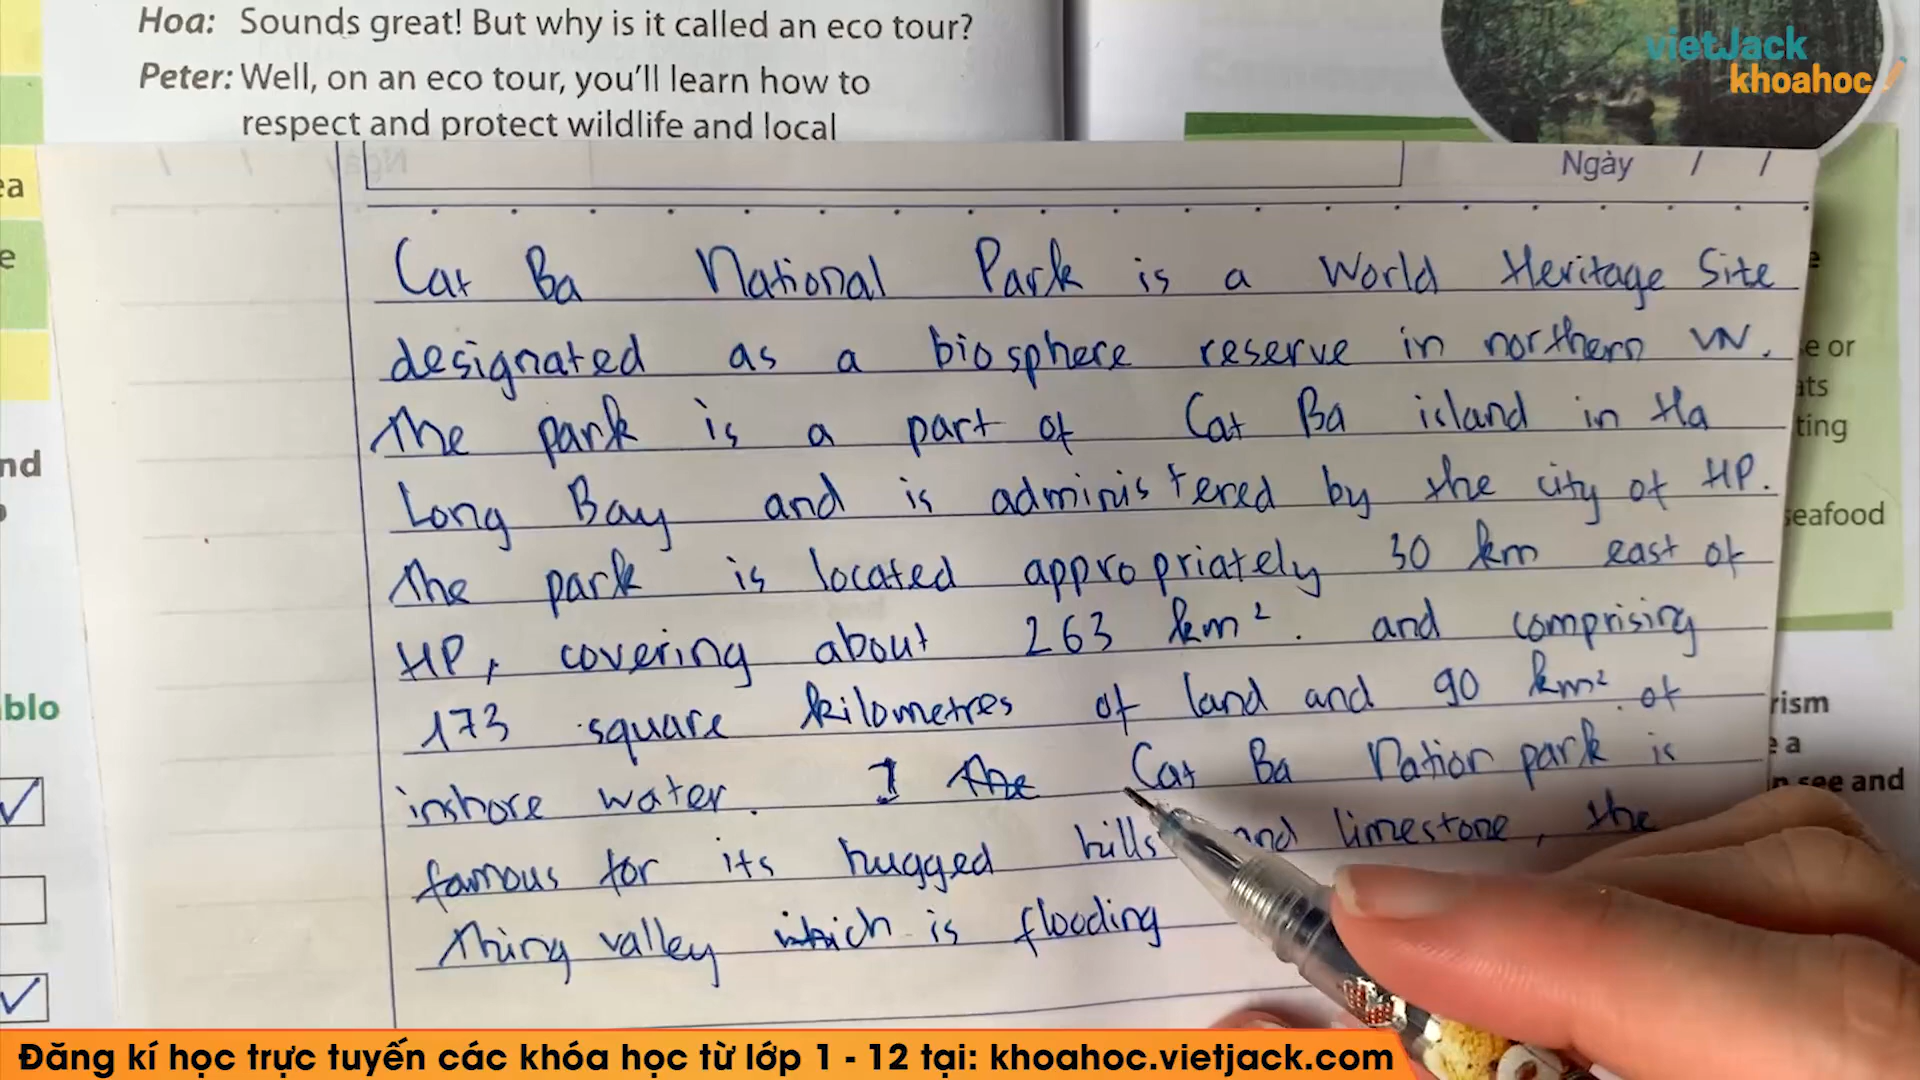 Hoa: Sounds great! But why is it called an eco tour?
Peter: Well, on an eco tour, you'll learn how to
respect and protect wildlife and local
vietJack
khoahoc
Ngày / /
Cat Ba National Park is a World Heritage Site
designated as a biosphere reserve in northern VN.
The park is a part of Cat Ba island in Ha
Long Bay and is administered by the city of HP.
The park is located appropriately 30 km east of
HP, covering about 263 km². and comprising
173 square kilometres of land and 90 km² of
inshore water. I The Cat Ba Nation park is
famous for its hugged hills and limestone, the
valley which is flooding
ea
e
nd
blo
e
e or
ats
ting
seafood
rism
e a
n see and
Đăng kí học trực tuyến các khóa học từ lớp 1 - 12 tại: khoahoc.vietjack.com